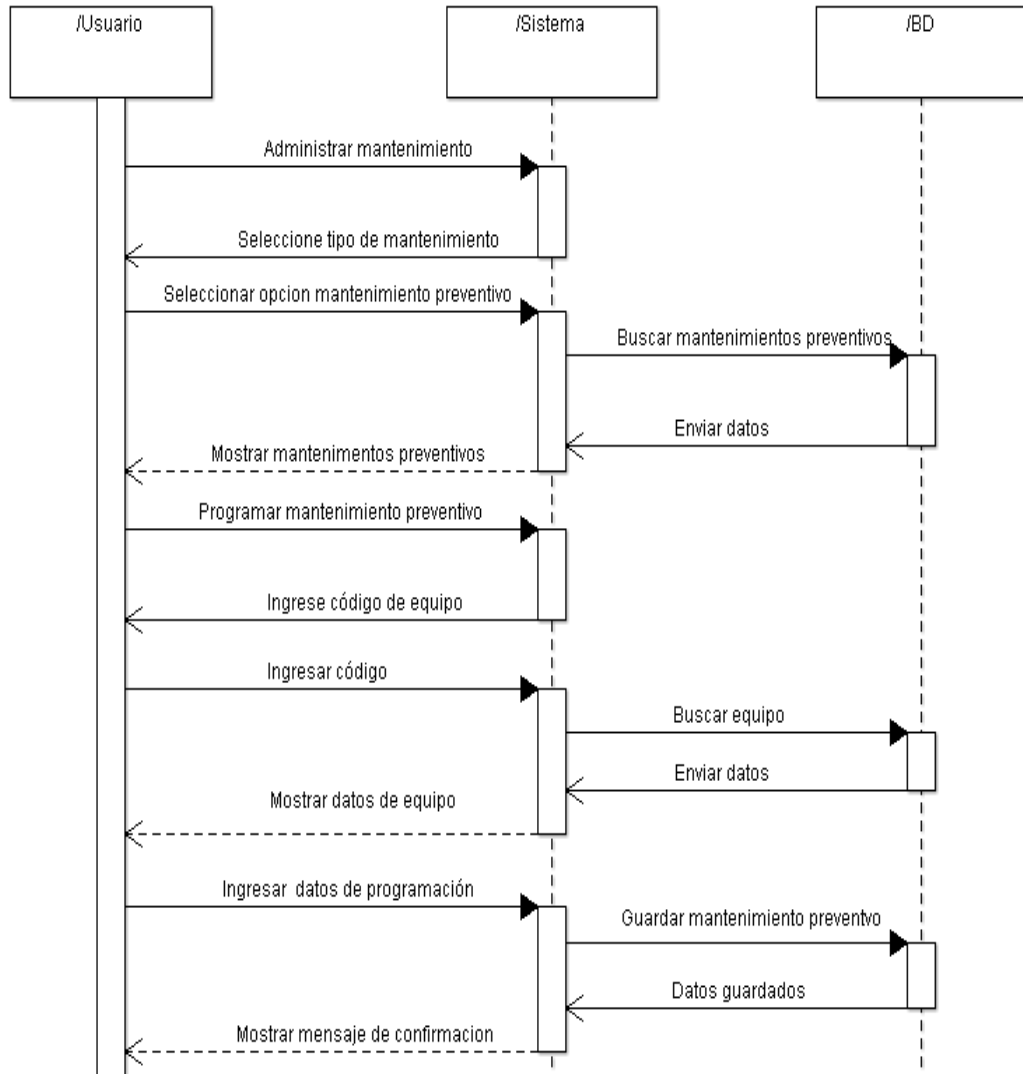 /Usuario
/Sistema
/BD
Administrar mantenimiento
Seleccione tipo de mantenimiento
Seleccionar opcion mantenimiento preventivo
Buscar mantenimientos preventivos
Enviar datos
Mostrar mantenimentos preventivos
Programar mantenimiento preventivo
Ingrese código de equipo
Ingresar código
Buscar equipo
Enviar datos
Mostrar datos de equipo
Ingresar datos de programación
Guardar mantenimiento preventvo
Datos guardados
Mostrar mensaje de confirmacion